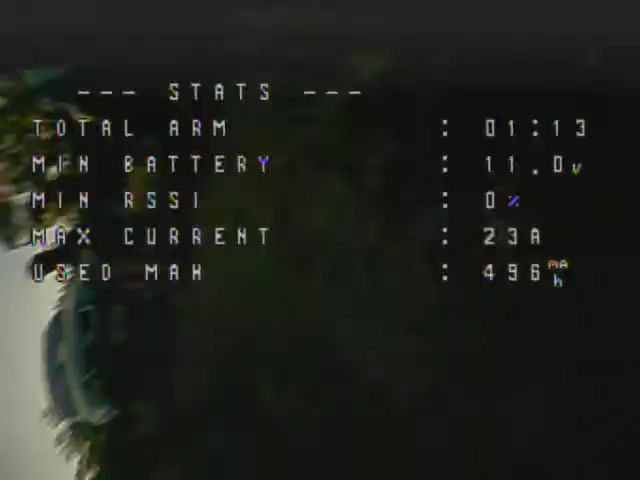 --- STATS ---
TOTAL ARM : 01:13
MIN BATTERY : 11.0V
MIN RSSI : 0%
MAX CURRENT : 23A
USED MAH : 496mAh